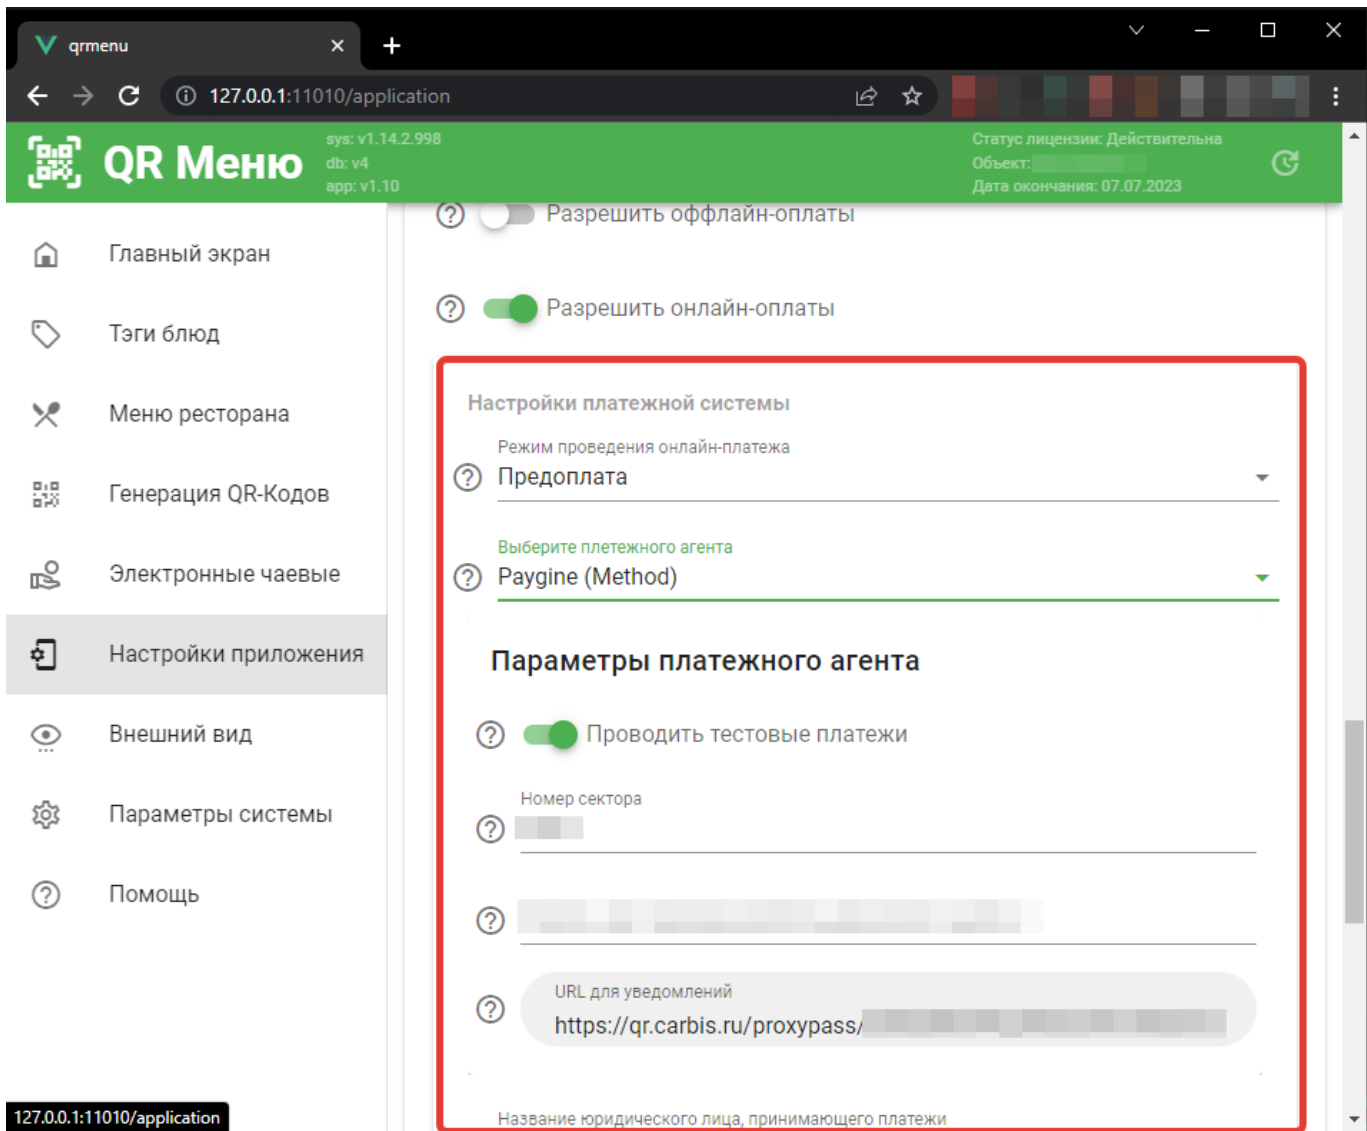 qrmenu
127.0.0.1:11010/application
QR Меню
sys: v1.14.2.998
db: v4
app: v1.10
Статус лицензии: Действительна
Объект:
Дата окончания: 07.07.2023
Главный экран
Тэги блюд
Меню ресторана
Генерация QR-Кодов
Электронные чаевые
Настройки приложения
Внешний вид
Параметры системы
Помощь
Разрешить оффлайн-оплаты
Разрешить онлайн-оплаты
Настройки платежной системы
Режим проведения онлайн-платежа
Предоплата
Выберите плетежного агента
Paygine (Method)
Параметры платежного агента
Проводить тестовые платежи
Номер сектора
URL для уведомлений
https://qr.carbis.ru/proxypass/
Название юридического лица, принимающего платежи
127.0.0.1:11010/application